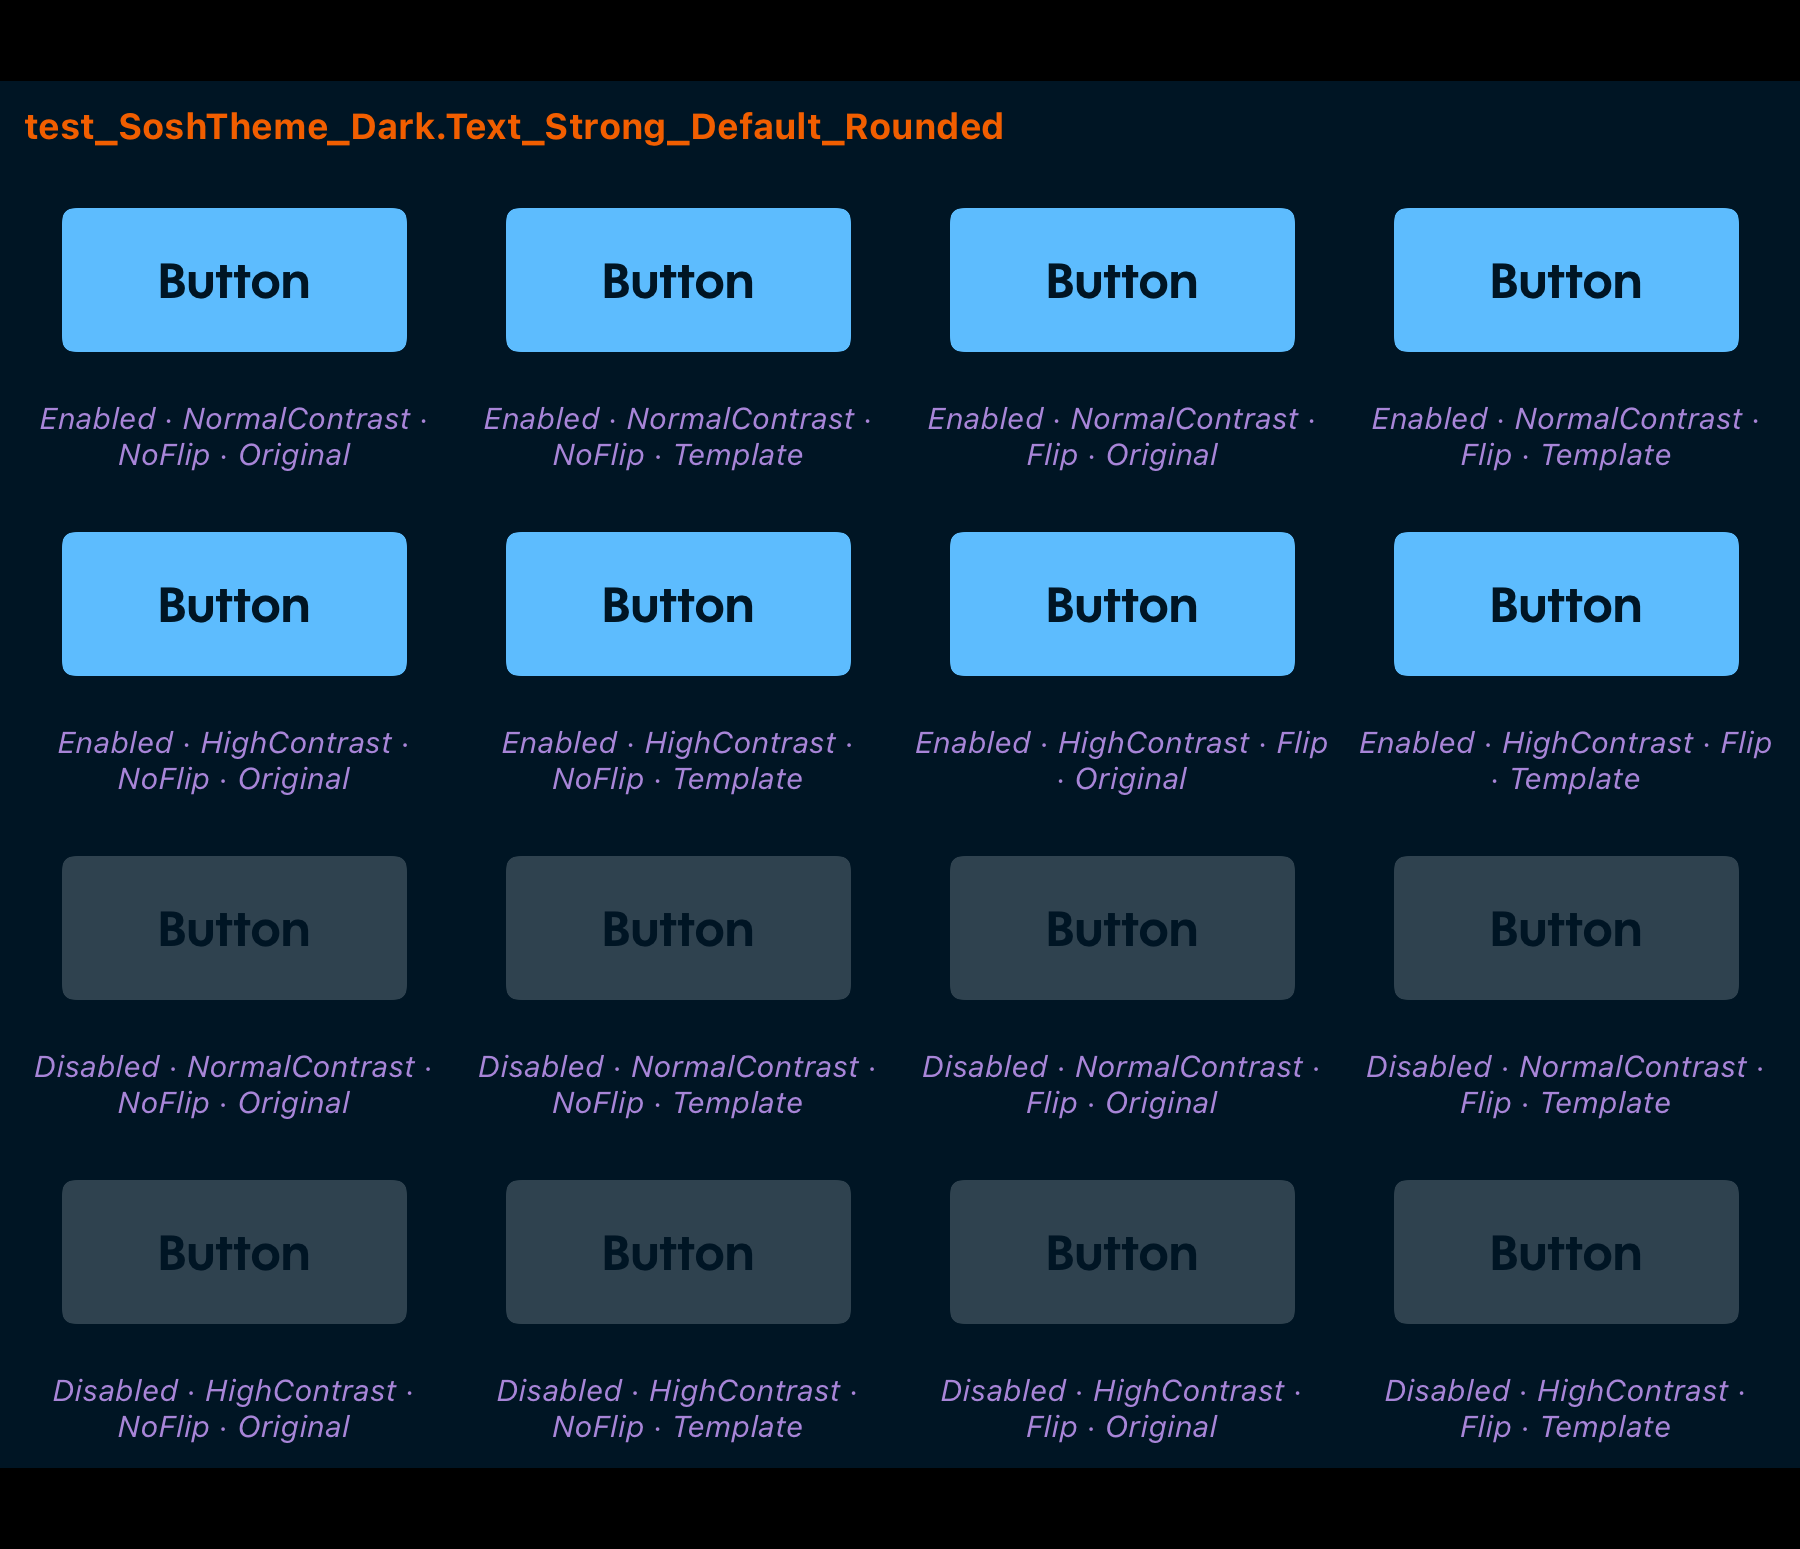 test_SoshTheme_Dark.Text_Strong_Default_Rounded
Button Button Button Button
Enabled · NormalContrast · Enabled · NormalContrast · Enabled · NormalContrast · Enabled · NormalContrast ·
NoFlip · Original NoFlip · Template Flip · Original Flip · Template
Button Button Button Button
Enabled · HighContrast · Enabled · HighContrast · Enabled · HighContrast · Flip Enabled · HighContrast · Flip
NoFlip · Original NoFlip · Template · Original · Template
Button Button Button Button
Disabled · NormalContrast · Disabled · NormalContrast · Disabled · NormalContrast · Disabled · NormalContrast ·
NoFlip · Original NoFlip · Template Flip · Original Flip · Template
Button Button Button Button
Disabled · HighContrast · Disabled · HighContrast · Disabled · HighContrast · Disabled · HighContrast ·
NoFlip · Original NoFlip · Template Flip · Original Flip · Template